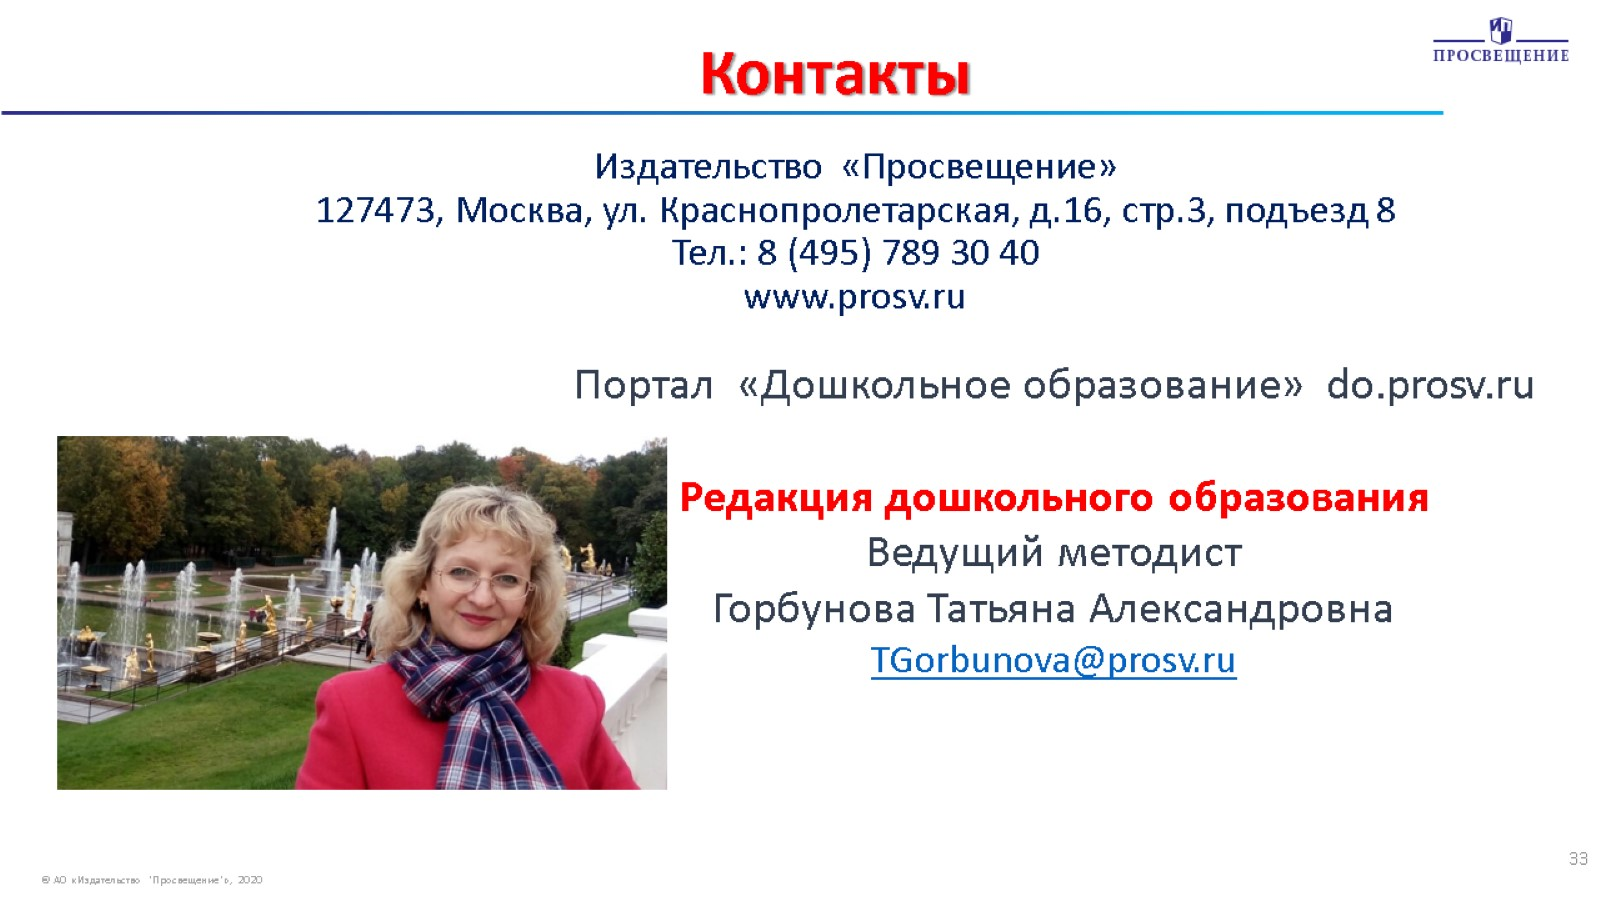 ИП
ПРОСВЕЩЕНИЕ
Контакты
Издательство «Просвещение»
127473, Москва, ул. Краснопролетарская, д.16, стр.3, подъезд 8
Тел.: 8 (495) 789 30 40
www.prosv.ru
Портал «Дошкольное образование» do.prosv.ru
Редакция дошкольного образования
Ведущий методист
Горбунова Татьяна Александровна
TGorbunova@prosv.ru
33
© АО «Издательство "Просвещение"», 2020